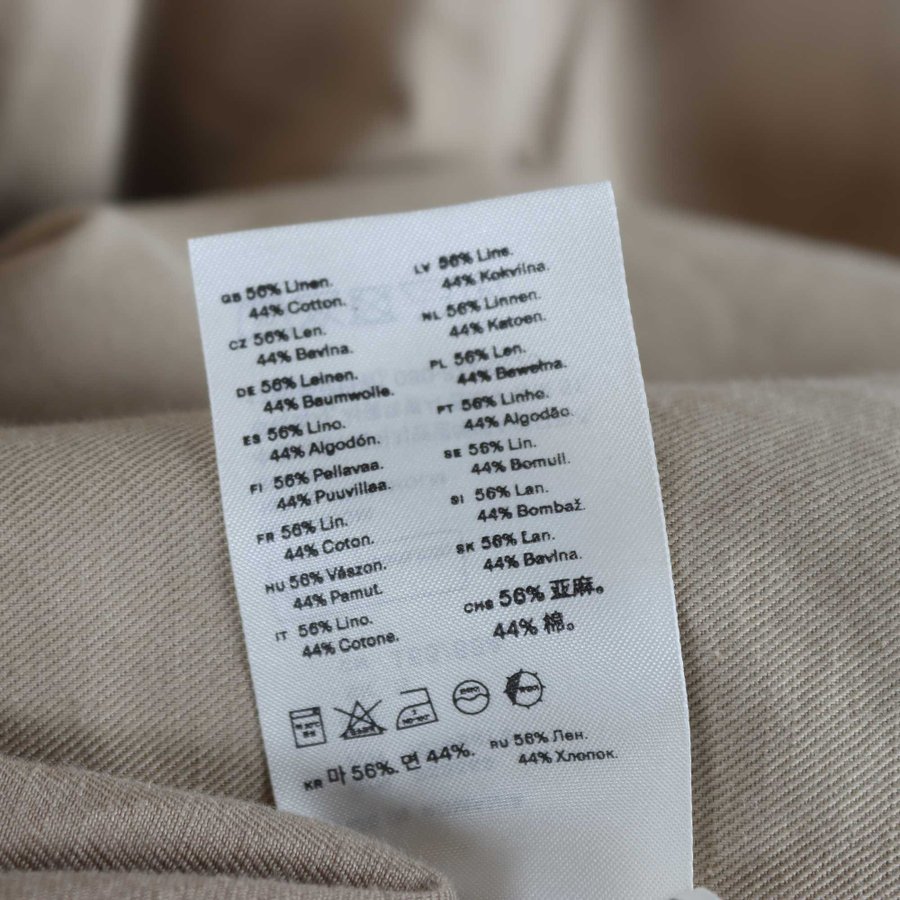 GB 56% Linen.
44% Cotton.
CZ 56% Len.
44% Bavlna.
DE 56% Leinen.
44% Baumwolle.
ES 56% Lino.
44% Algodón.
FI 56% Pellavaa.
44% Puuvillaa.
FR 56% Lin.
44% Coton.
HU 56% Vászon.
44% Pamut.
IT 56% Lino.
44% Cotone.
LV 56% Lins.
44% Kokvilna.
NL 56% Linnen.
44% Katoen.
PL 56% Len.
44% Bawełna.
PT 56% Linho.
44% Algodão.
SE 56% Lin.
44% Bomull.
SI 56% Lan.
44% Bombaž.
SK 56% Ľan.
44% Bavlna.
CHS 56% 亚麻。
44% 棉。
KR 마 56%. 면 44%.
RU 56% Лен.
44% Хлопок.